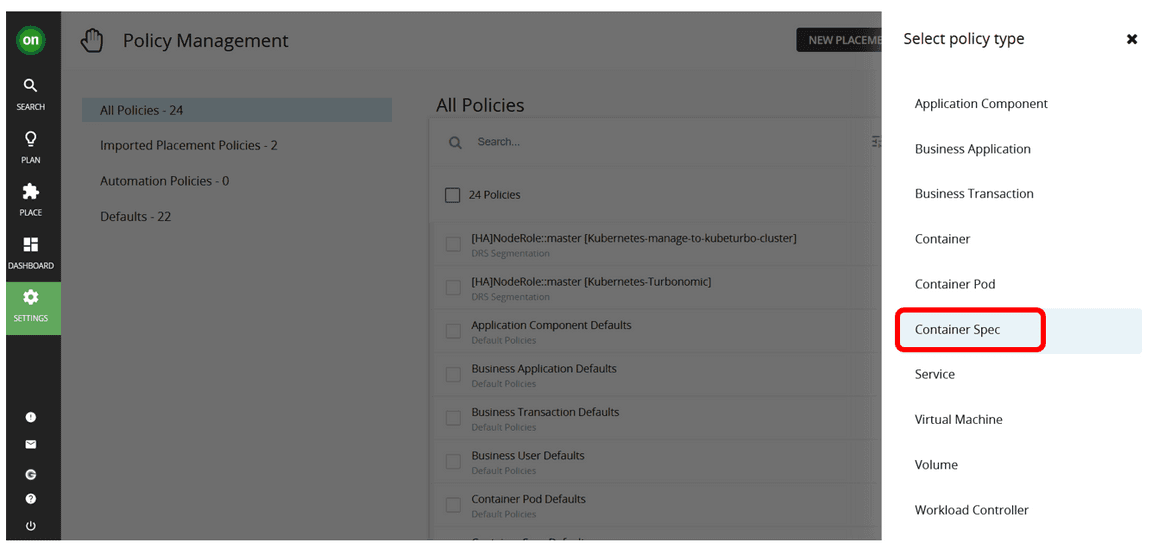 on
SEARCH
PLAN
PLACE
DASHBOARD
SETTINGS
Policy Management
NEW PLACEME
All Policies - 24
Imported Placement Policies - 2
Automation Policies - 0
Defaults - 22
All Policies
Search...
24 Policies
[HA]NodeRole::master [Kubernetes-manage-to-kubeturbo-cluster]
DRS Segmentation
[HA]NodeRole::master [Kubernetes-Turbonomic]
DRS Segmentation
Application Component Defaults
Default Policies
Business Application Defaults
Default Policies
Business Transaction Defaults
Default Policies
Business User Defaults
Default Policies
Container Pod Defaults
Default Policies
Select policy type
Application Component
Business Application
Business Transaction
Container
Container Pod
Container Spec
Service
Virtual Machine
Volume
Workload Controller